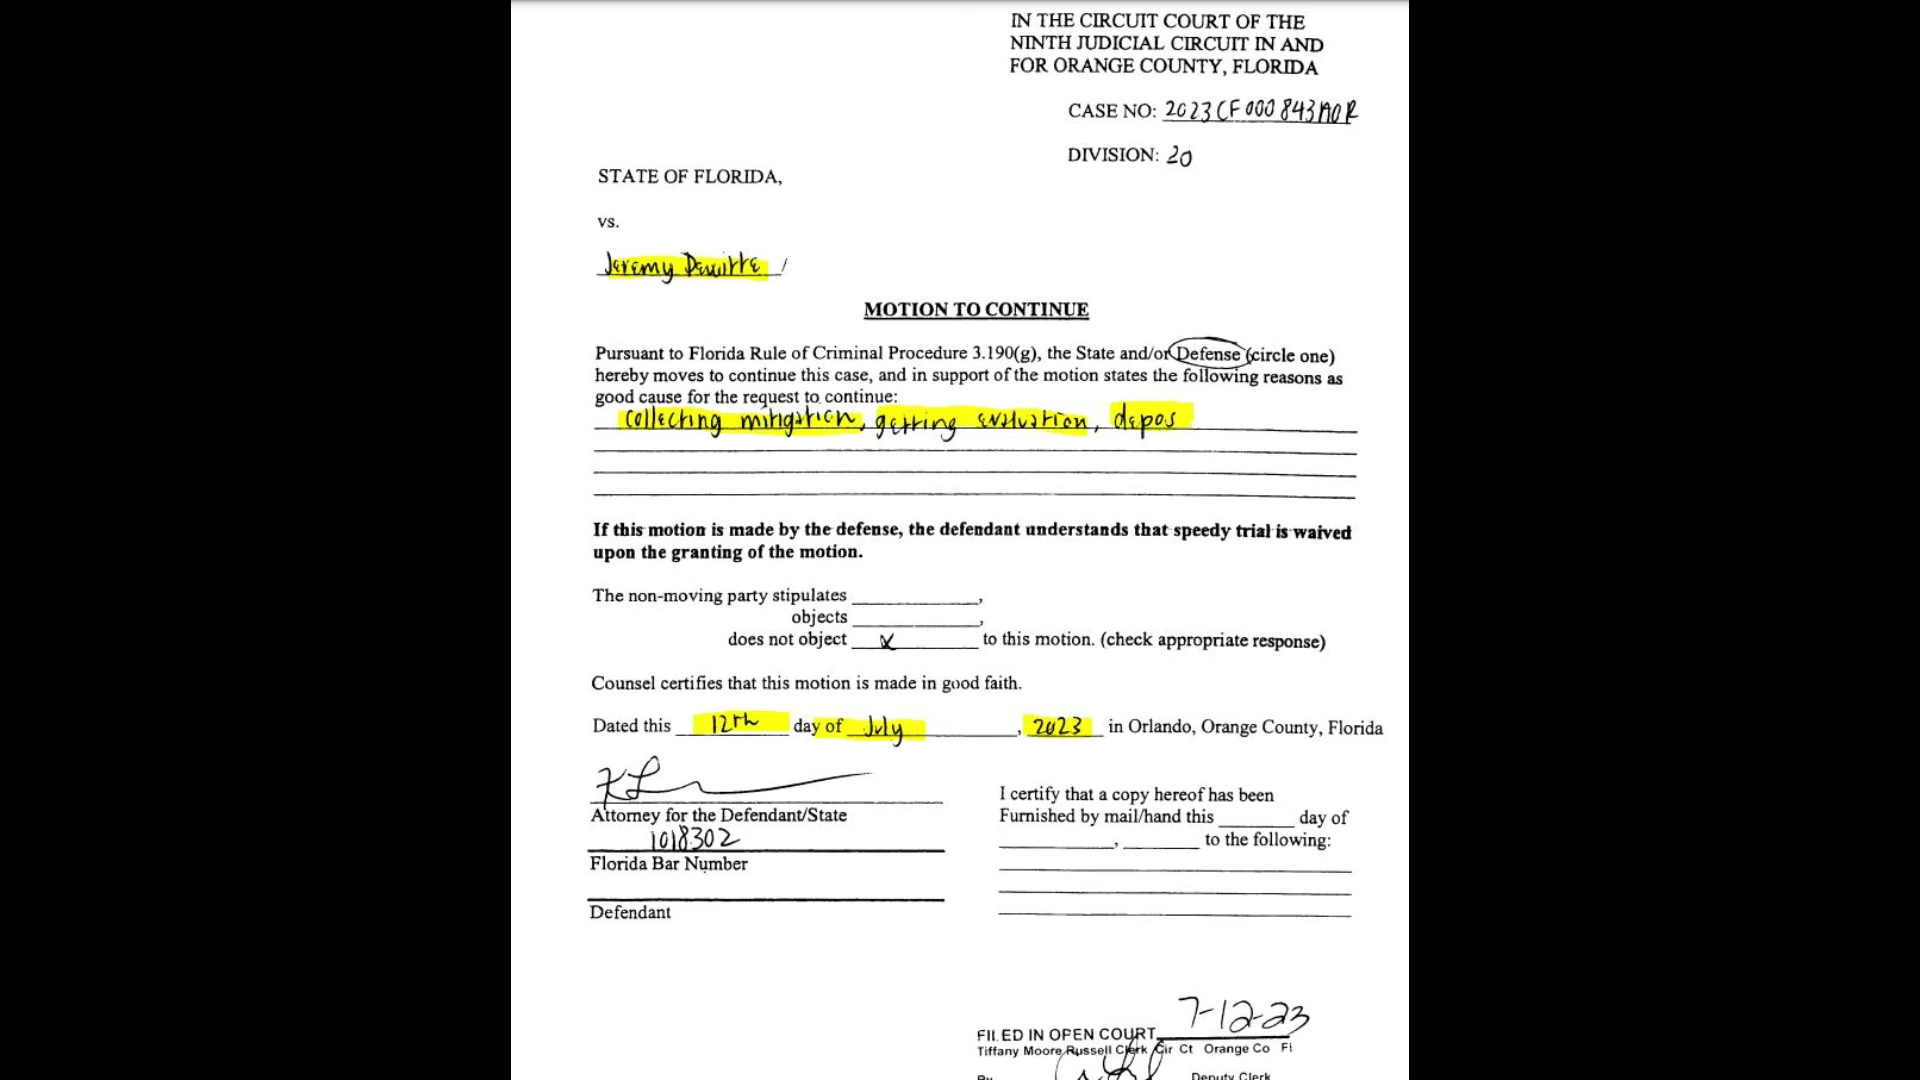 IN THE CIRCUIT COURT OF THE
NINTH JUDICIAL CIRCUIT IN AND
FOR ORANGE COUNTY, FLORIDA
CASE NO: 2023CF000843AOR
DIVISION: 20
STATE OF FLORIDA,
vs.
Jeremy Dewitte /
MOTION TO CONTINUE
Pursuant to Florida Rule of Criminal Procedure 3.190(g), the State and/or Defense (circle one)
hereby moves to continue this case, and in support of the motion states the following reasons as
good cause for the request to continue:
collecting mitigation, getting evaluation, depos
If this motion is made by the defense, the defendant understands that speedy trial is waived
upon the granting of the motion.
The non-moving party stipulates ____________,
objects ____________,
does not object X to this motion. (check appropriate response)
Counsel certifies that this motion is made in good faith.
Dated this 12th day of July, 2023 in Orlando, Orange County, Florida
Attorney for the Defendant/State
1018302
Florida Bar Number
Defendant
I certify that a copy hereof has been
Furnished by mail/hand this ________ day of
____________, ________ to the following:
7-12-23
FILED IN OPEN COURT
Tiffany Moore Russell Clerk Cir Ct Orange Co Fl
By Deputy Clerk